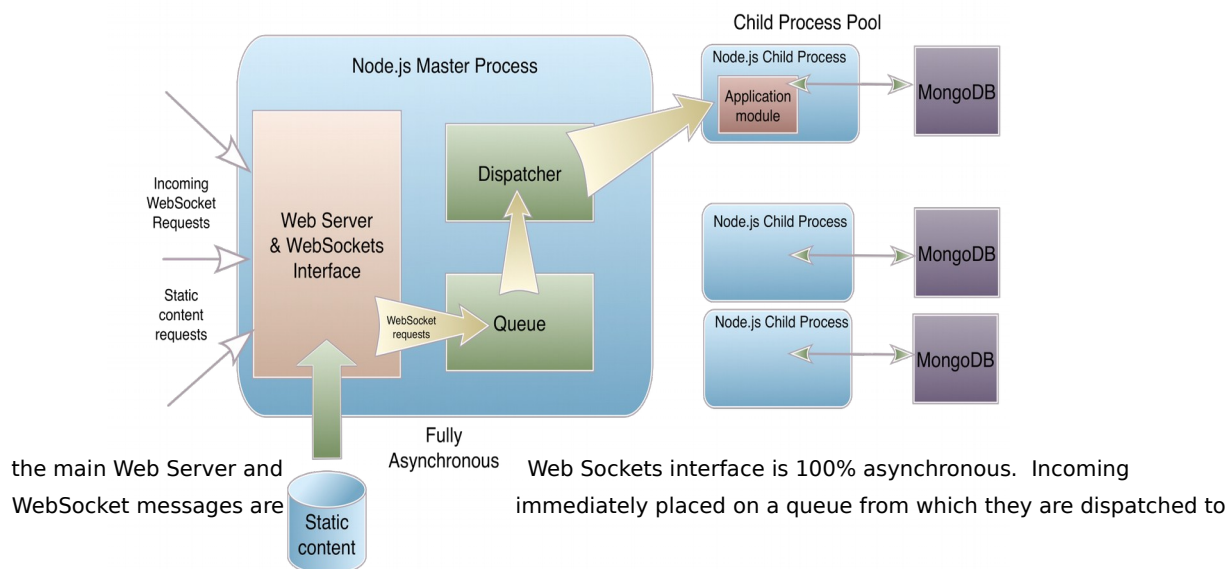 Child Process Pool
Node.js Master Process
Node.js Child Process
Application
module
MongoDB
Incoming
WebSocket
Requests
Web Server
& WebSockets
Interface
Dispatcher
Node.js Child Process
MongoDB
Static
content
requests
WebSocket
requests
Queue
Node.js Child Process
MongoDB
Fully
Asynchronous
the main Web Server and Web Sockets interface is 100% asynchronous. Incoming
WebSocket messages are immediately placed on a queue from which they are dispatched to
Static
content